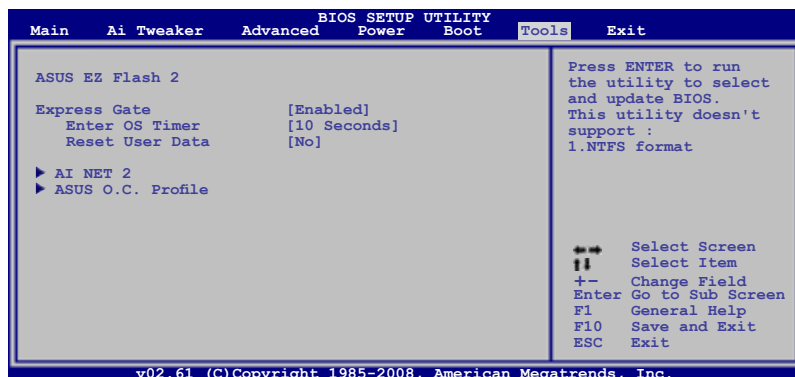 BIOS SETUP UTILITY
Main Ai Tweaker Advanced Power Boot Tools Exit
ASUS EZ Flash 2
Express Gate [Enabled]
Enter OS Timer [10 Seconds]
Reset User Data [No]
AI NET 2
ASUS O.C. Profile
Press ENTER to run
the utility to select
and update BIOS.
This utility doesn't
support :
1.NTFS format
Select Screen
Select Item
+- Change Field
Enter Go to Sub Screen
F1 General Help
F10 Save and Exit
ESC Exit
v02.61 (C)Copyright 1985-2008, American Megatrends, Inc.